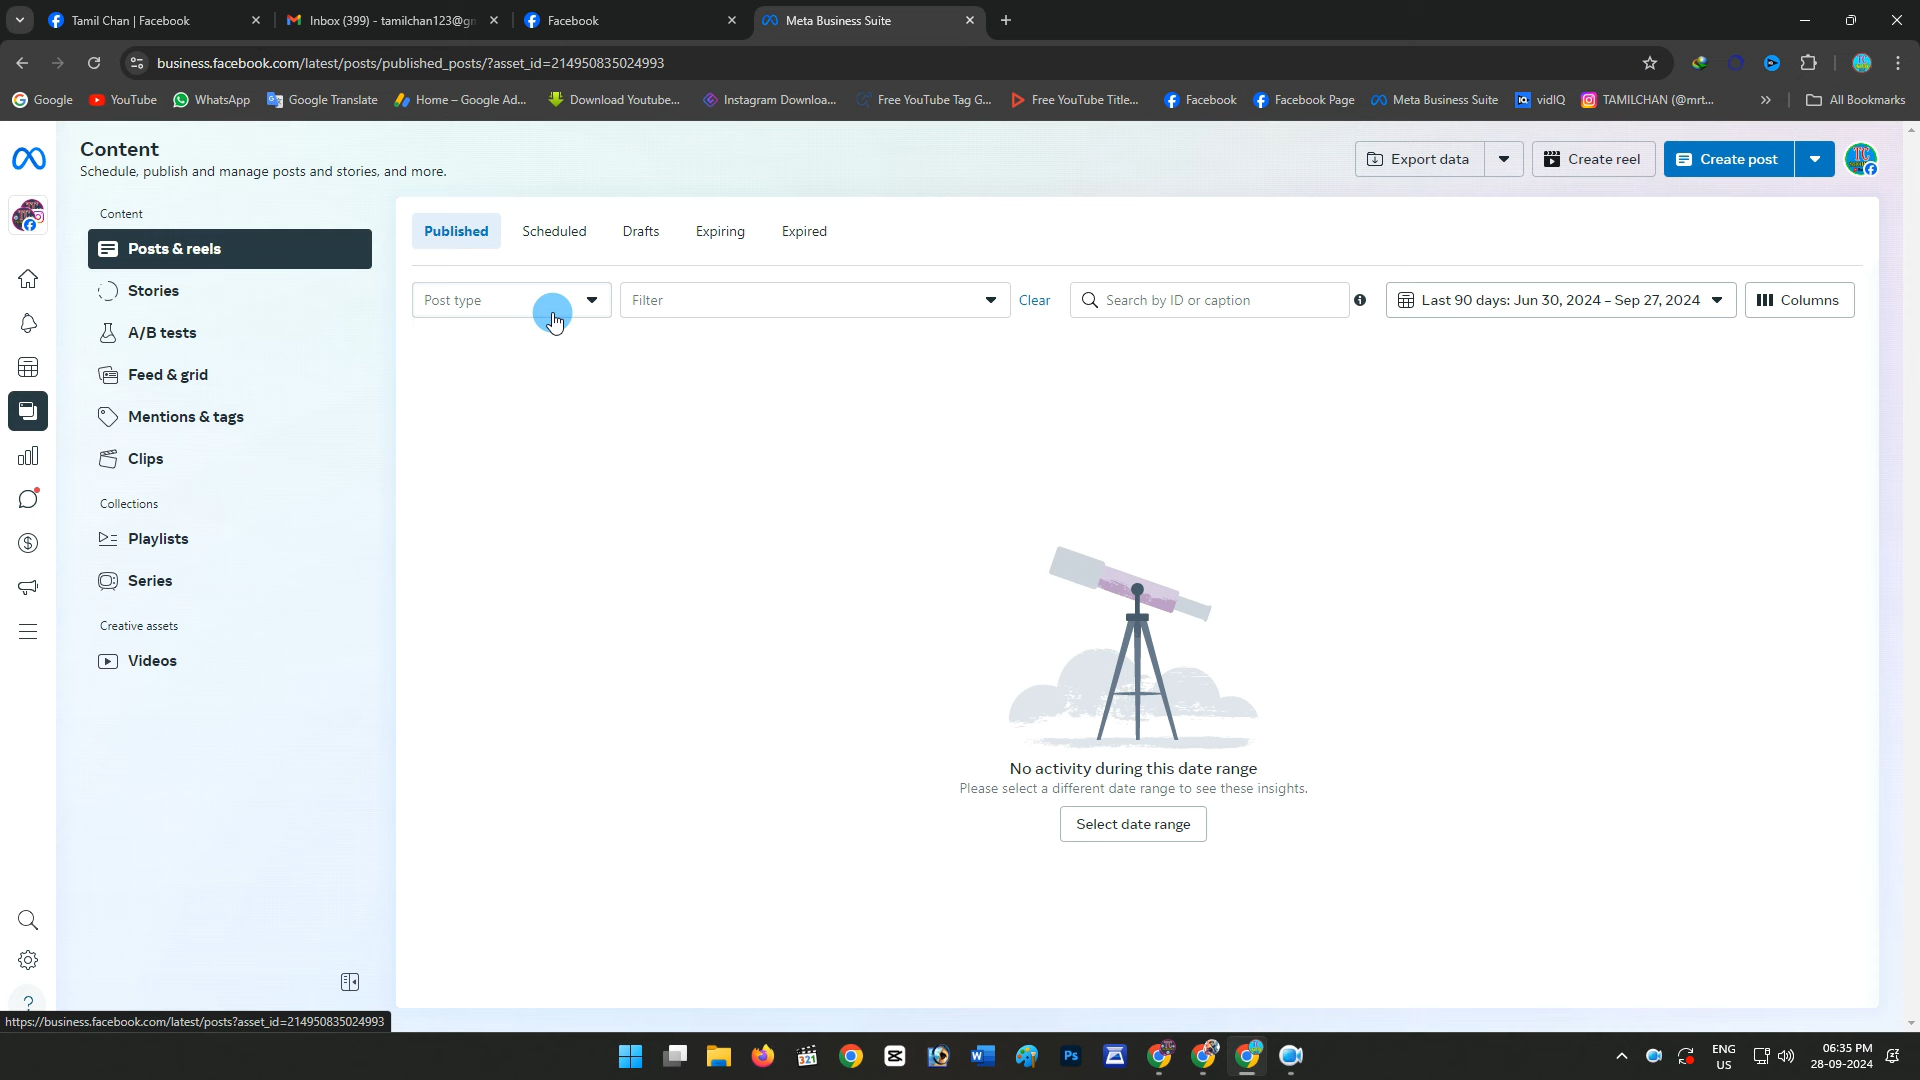 Tamil Chan | Facebook
Inbox (399) - tamilchan123@g
Facebook
Meta Business Suite
business.facebook.com/latest/posts/published_posts/?asset_id=214950835024993
Google
YouTube
WhatsApp
Google Translate
Home – Google Ad...
Download Youtube...
Instagram Downloa...
Free YouTube Tag G...
Free YouTube Title...
Facebook
Facebook Page
Meta Business Suite
vidIQ
TAMILCHAN (@mrt...
All Bookmarks
Content
Schedule, publish and manage posts and stories, and more.
Export data
Create reel
Create post
Content
Posts & reels
Stories
A/B tests
Feed & grid
Mentions & tags
Clips
Collections
Playlists
Series
Creative assets
Videos
Published
Scheduled
Drafts
Expiring
Expired
Post type
Filter
Clear
Search by ID or caption
Last 90 days: Jun 30, 2024 – Sep 27, 2024
Columns
No activity during this date range
Please select a different date range to see these insights.
Select date range
https://business.facebook.com/latest/posts?asset_id=214950835024993
321
Ps
ENG
US
06:35 PM
28-09-2024